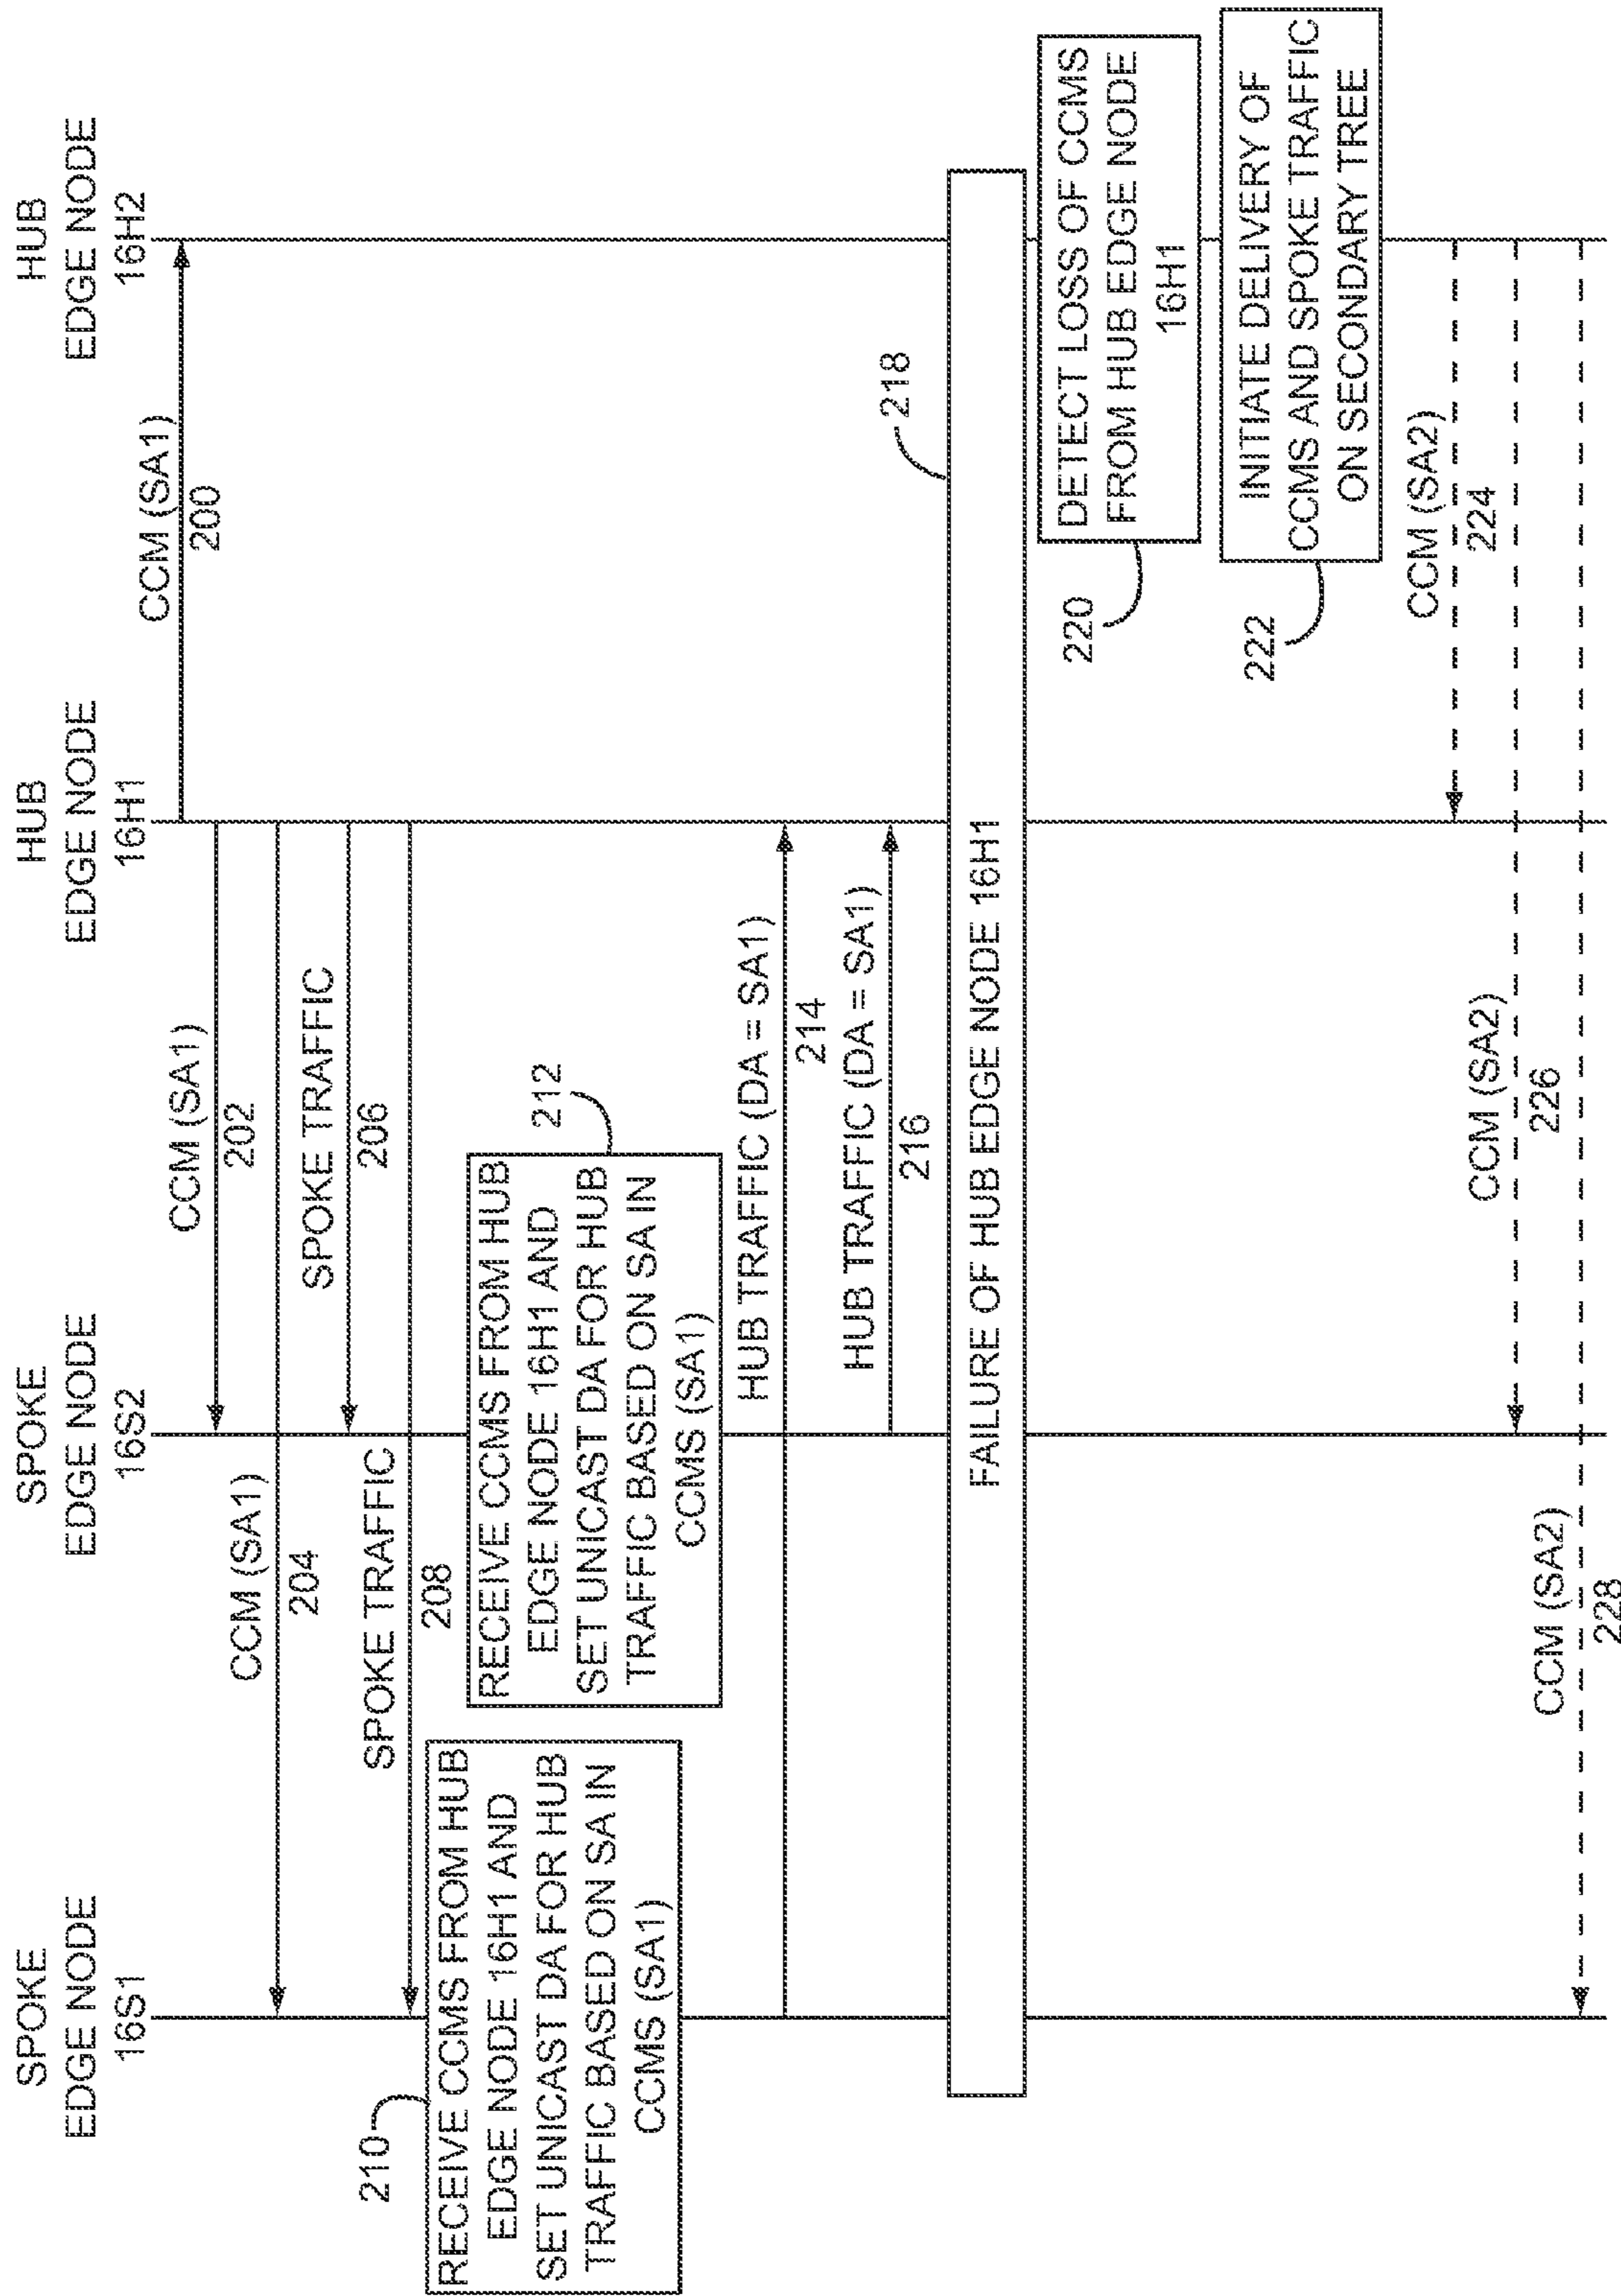 SPOKE
EDGE NODE
16S1
SPOKE
EDGE NODE
16S2
HUB
EDGE NODE
16H1
HUB
EDGE NODE
16H2
CCM (SA1)
200
CCM (SA1)
202
CCM (SA1)
204
SPOKE TRAFFIC
206
SPOKE TRAFFIC
208
210
RECEIVE CCMS FROM HUB
EDGE NODE 16H1 AND
SET UNICAST DA FOR HUB
TRAFFIC BASED ON SA IN
CCMS (SA1)
212
RECEIVE CCMS FROM HUB
EDGE NODE 16H1 AND
SET UNICAST DA FOR HUB
TRAFFIC BASED ON SA IN
CCMS (SA1)
HUB TRAFFIC (DA = SA1)
214
HUB TRAFFIC (DA = SA1)
216
218
FAILURE OF HUB EDGE NODE 16H1
220
DETECT LOSS OF CCMS
FROM HUB EDGE NODE
16H1
222
INITIATE DELIVERY OF
CCMS AND SPOKE TRAFFIC
ON SECONDARY TREE
CCM (SA2)
224
CCM (SA2)
226
CCM (SA2)
228